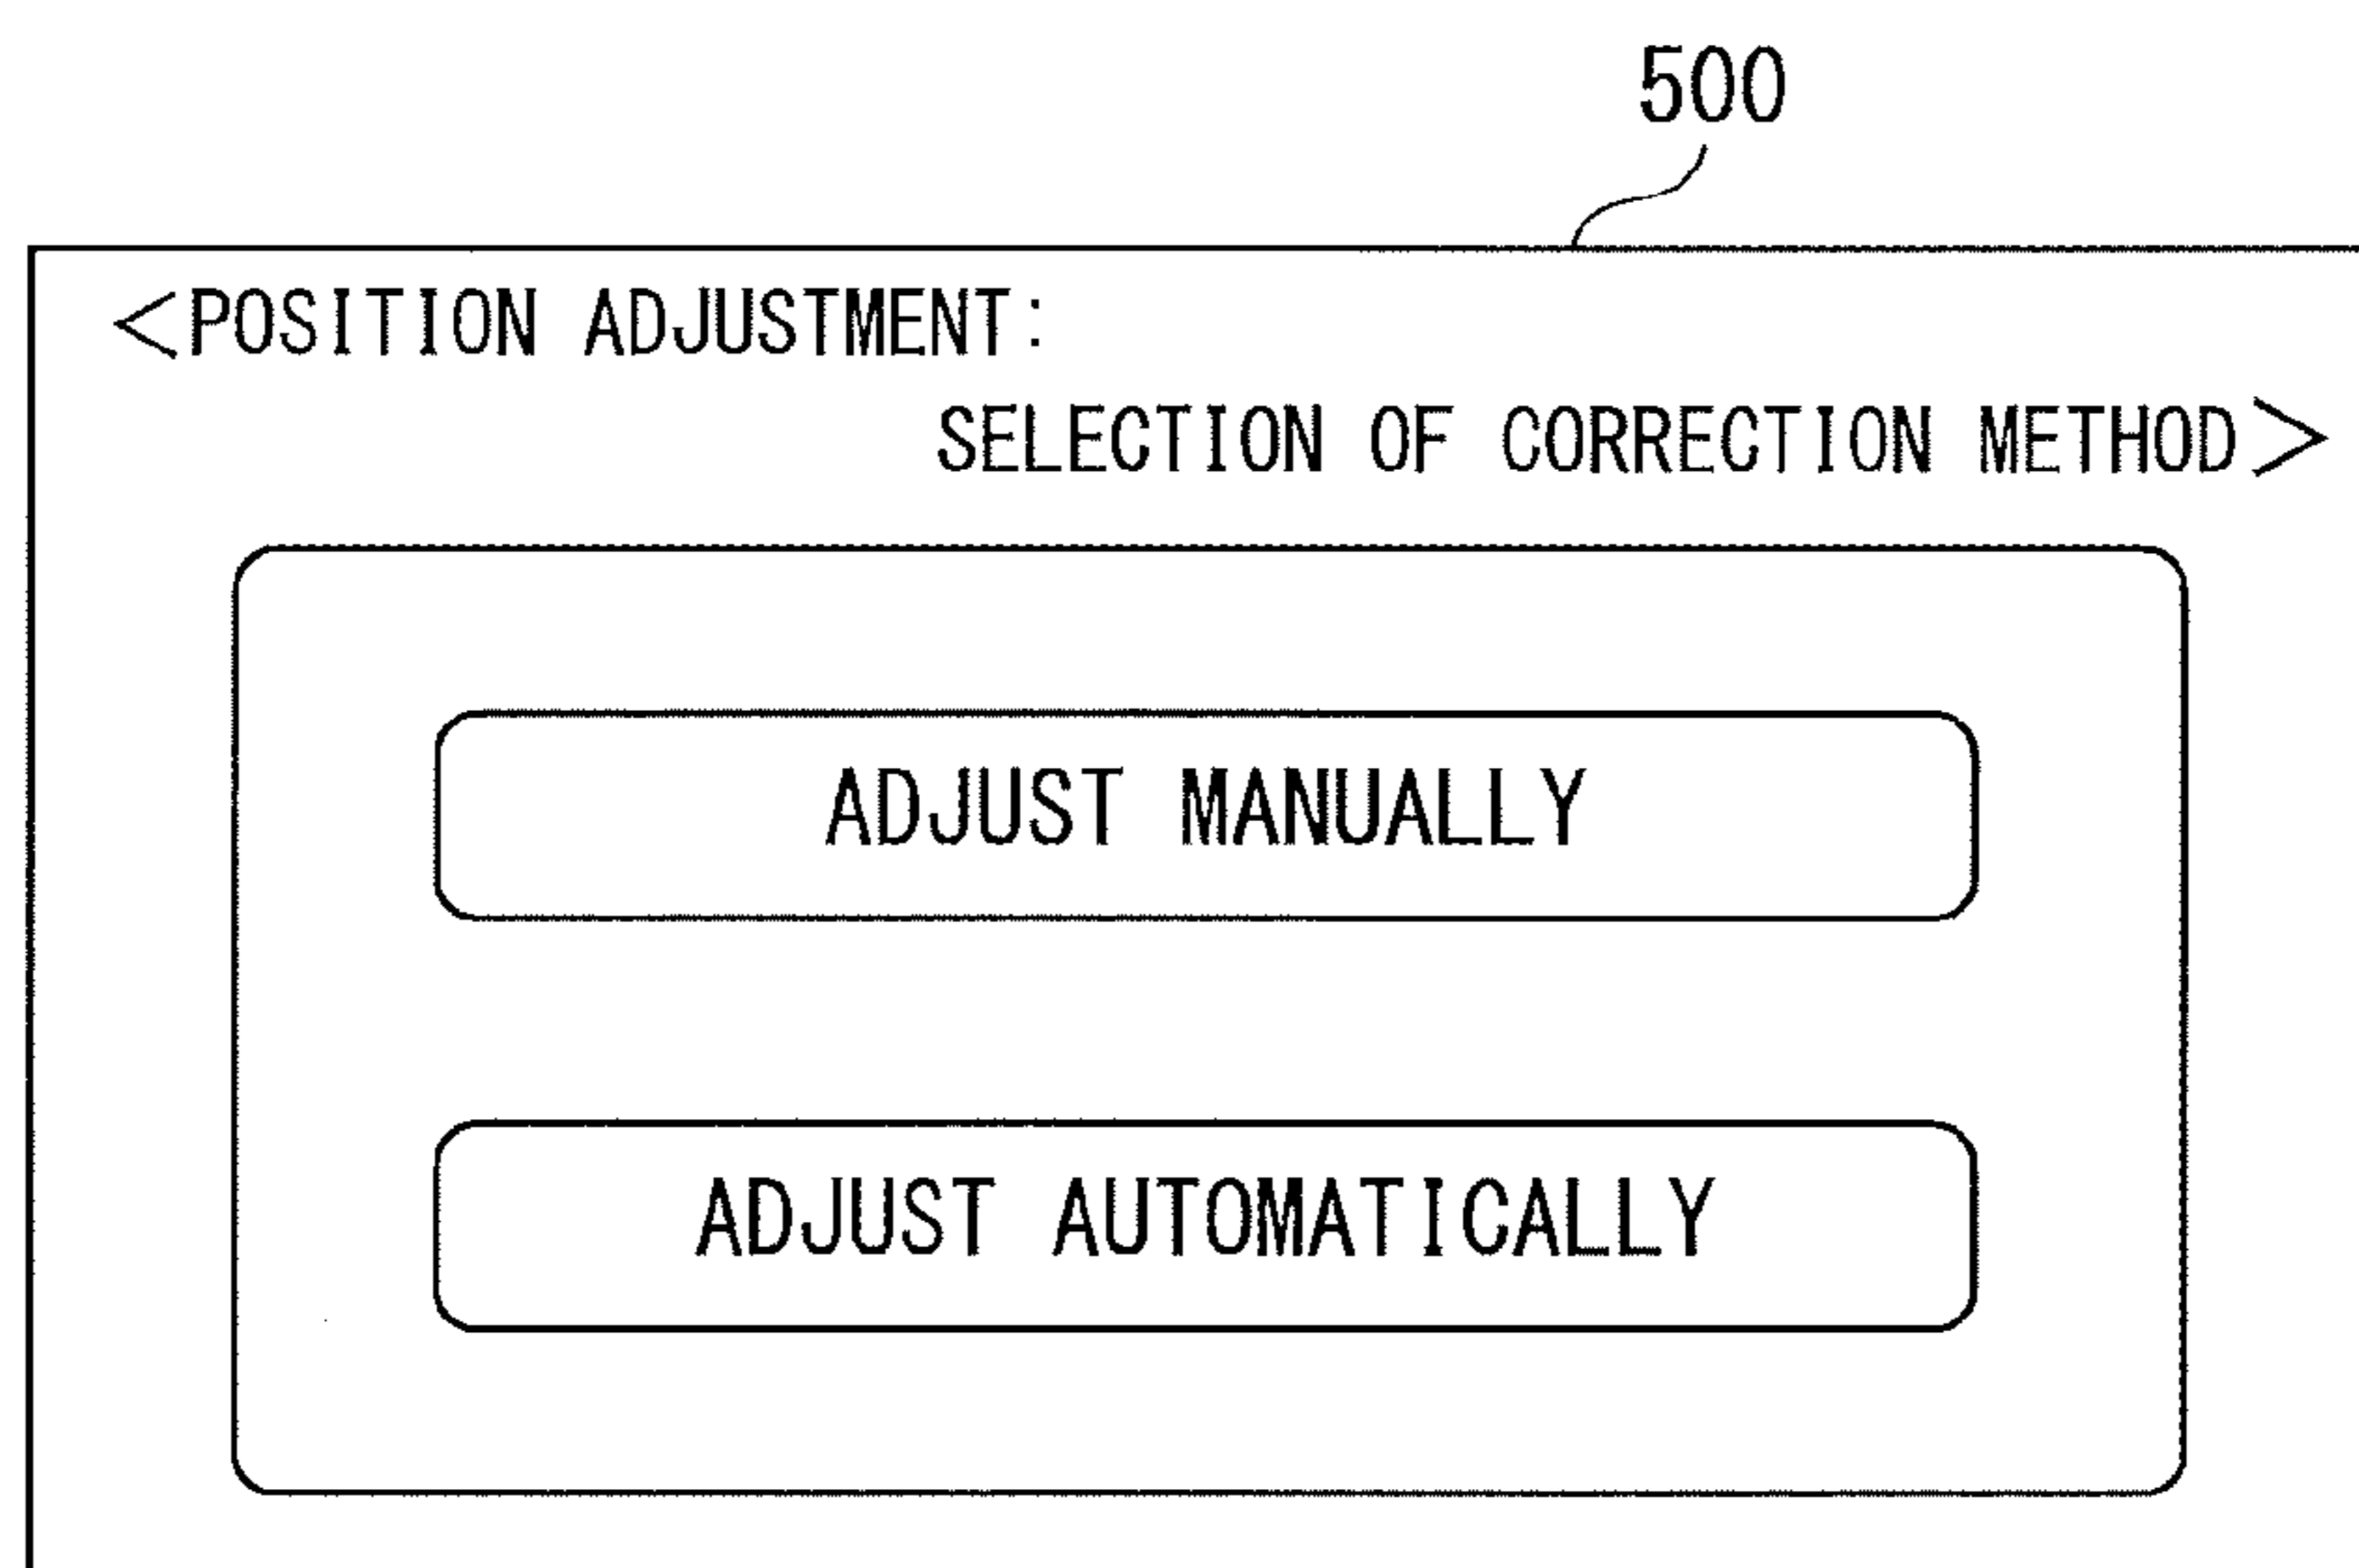 500
<POSITION ADJUSTMENT:
SELECTION OF CORRECTION METHOD>
ADJUST MANUALLY
ADJUST AUTOMATICALLY